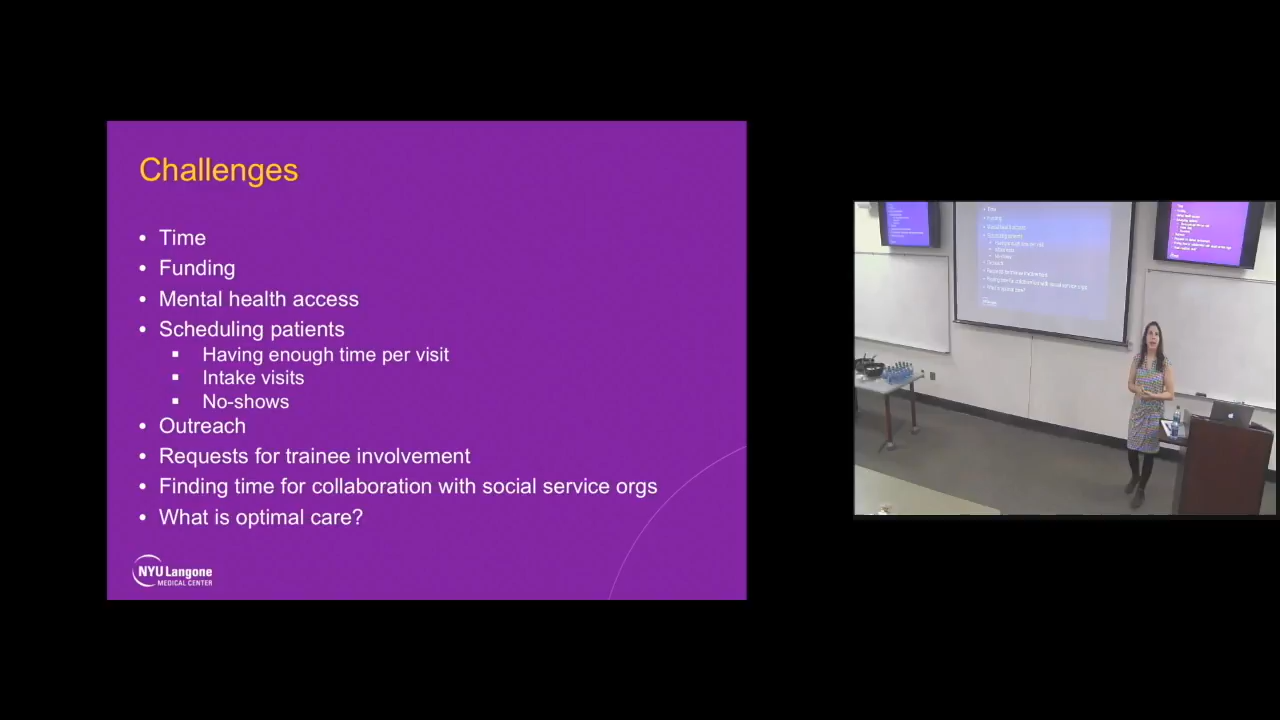 Challenges
• Time
• Funding
• Mental health access
• Scheduling patients
▪ Having enough time per visit
▪ Intake visits
▪ No-shows
• Outreach
• Requests for trainee involvement
• Finding time for collaboration with social service orgs
• What is optimal care?
NYU Langone
MEDICAL CENTER